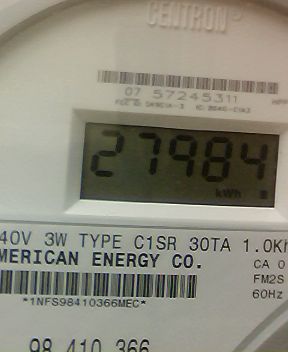 CENTRON®
07 57245311
27984
kWh
40V 3W TYPE C1SR 30TA 1.0Kh
MERICAN ENERGY CO.
CA 0
FM2S
60Hz
*1NFS98410366MEC*
98 410 366